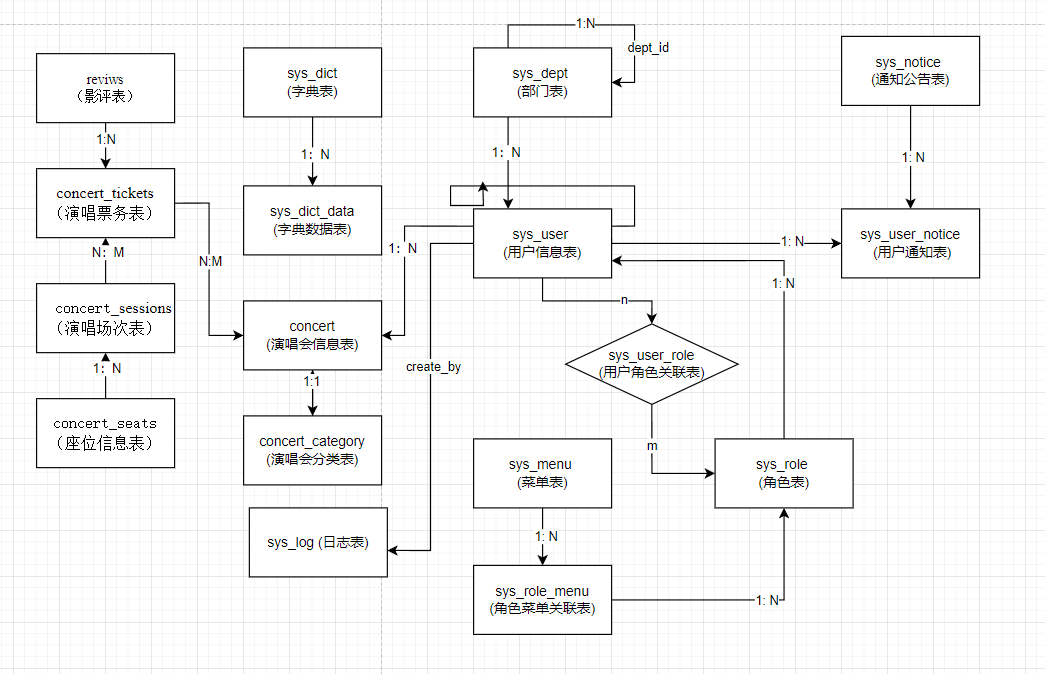 reviws
（影评表）
1:N
concert_tickets
（演唱票务表）
N：M
concert_sessions
（演唱场次表）
1：N
concert_seats
（座位信息表）
N:M
sys_dict
(字典表)
1：N
sys_dict_data
(字典数据表)
1：N
concert
(演唱会信息表)
1:1
concert_category
(演唱会分类表)
create_by
sys_log (日志表)
1:N
dept_id
sys_dept
(部门表)
1：N
sys_user
(用户信息表)
n
sys_user_role
(用户角色关联表)
m
sys_menu
(菜单表)
1: N
sys_role_menu
(角色菜单关联表)
1: N
sys_role
(角色表)
1: N
1: N
sys_notice
(通知公告表)
1: N
sys_user_notice
(用户通知表)